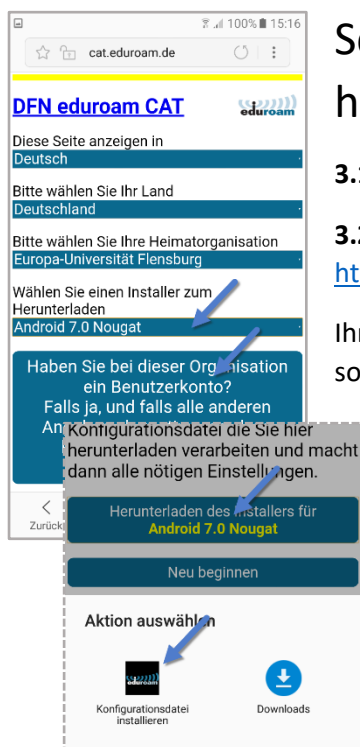 100% 15:16
cat.eduroam.de
DFN eduroam CAT
eduroam
Diese Seite anzeigen in
Deutsch
Bitte wählen Sie Ihr Land
Deutschland
Bitte wählen Sie Ihre Heimatorganisation
Europa-Universität Flensburg
Wählen Sie einen Installer zum
Herunterladen
Android 7.0 Nougat
Haben Sie bei dieser Organisation
ein Benutzerkonto?
Falls ja, und falls alle anderen
Zurück
Konfigurationsdatei die Sie hier
herunterladen verarbeiten und macht
dann alle nötigen Einstellungen.
Herunterladen des Installers für
Android 7.0 Nougat
Neu beginnen
Aktion auswählen
eduroam
Konfigurationsdatei
installieren
Downloads
3.
3.
ht
Ih
so